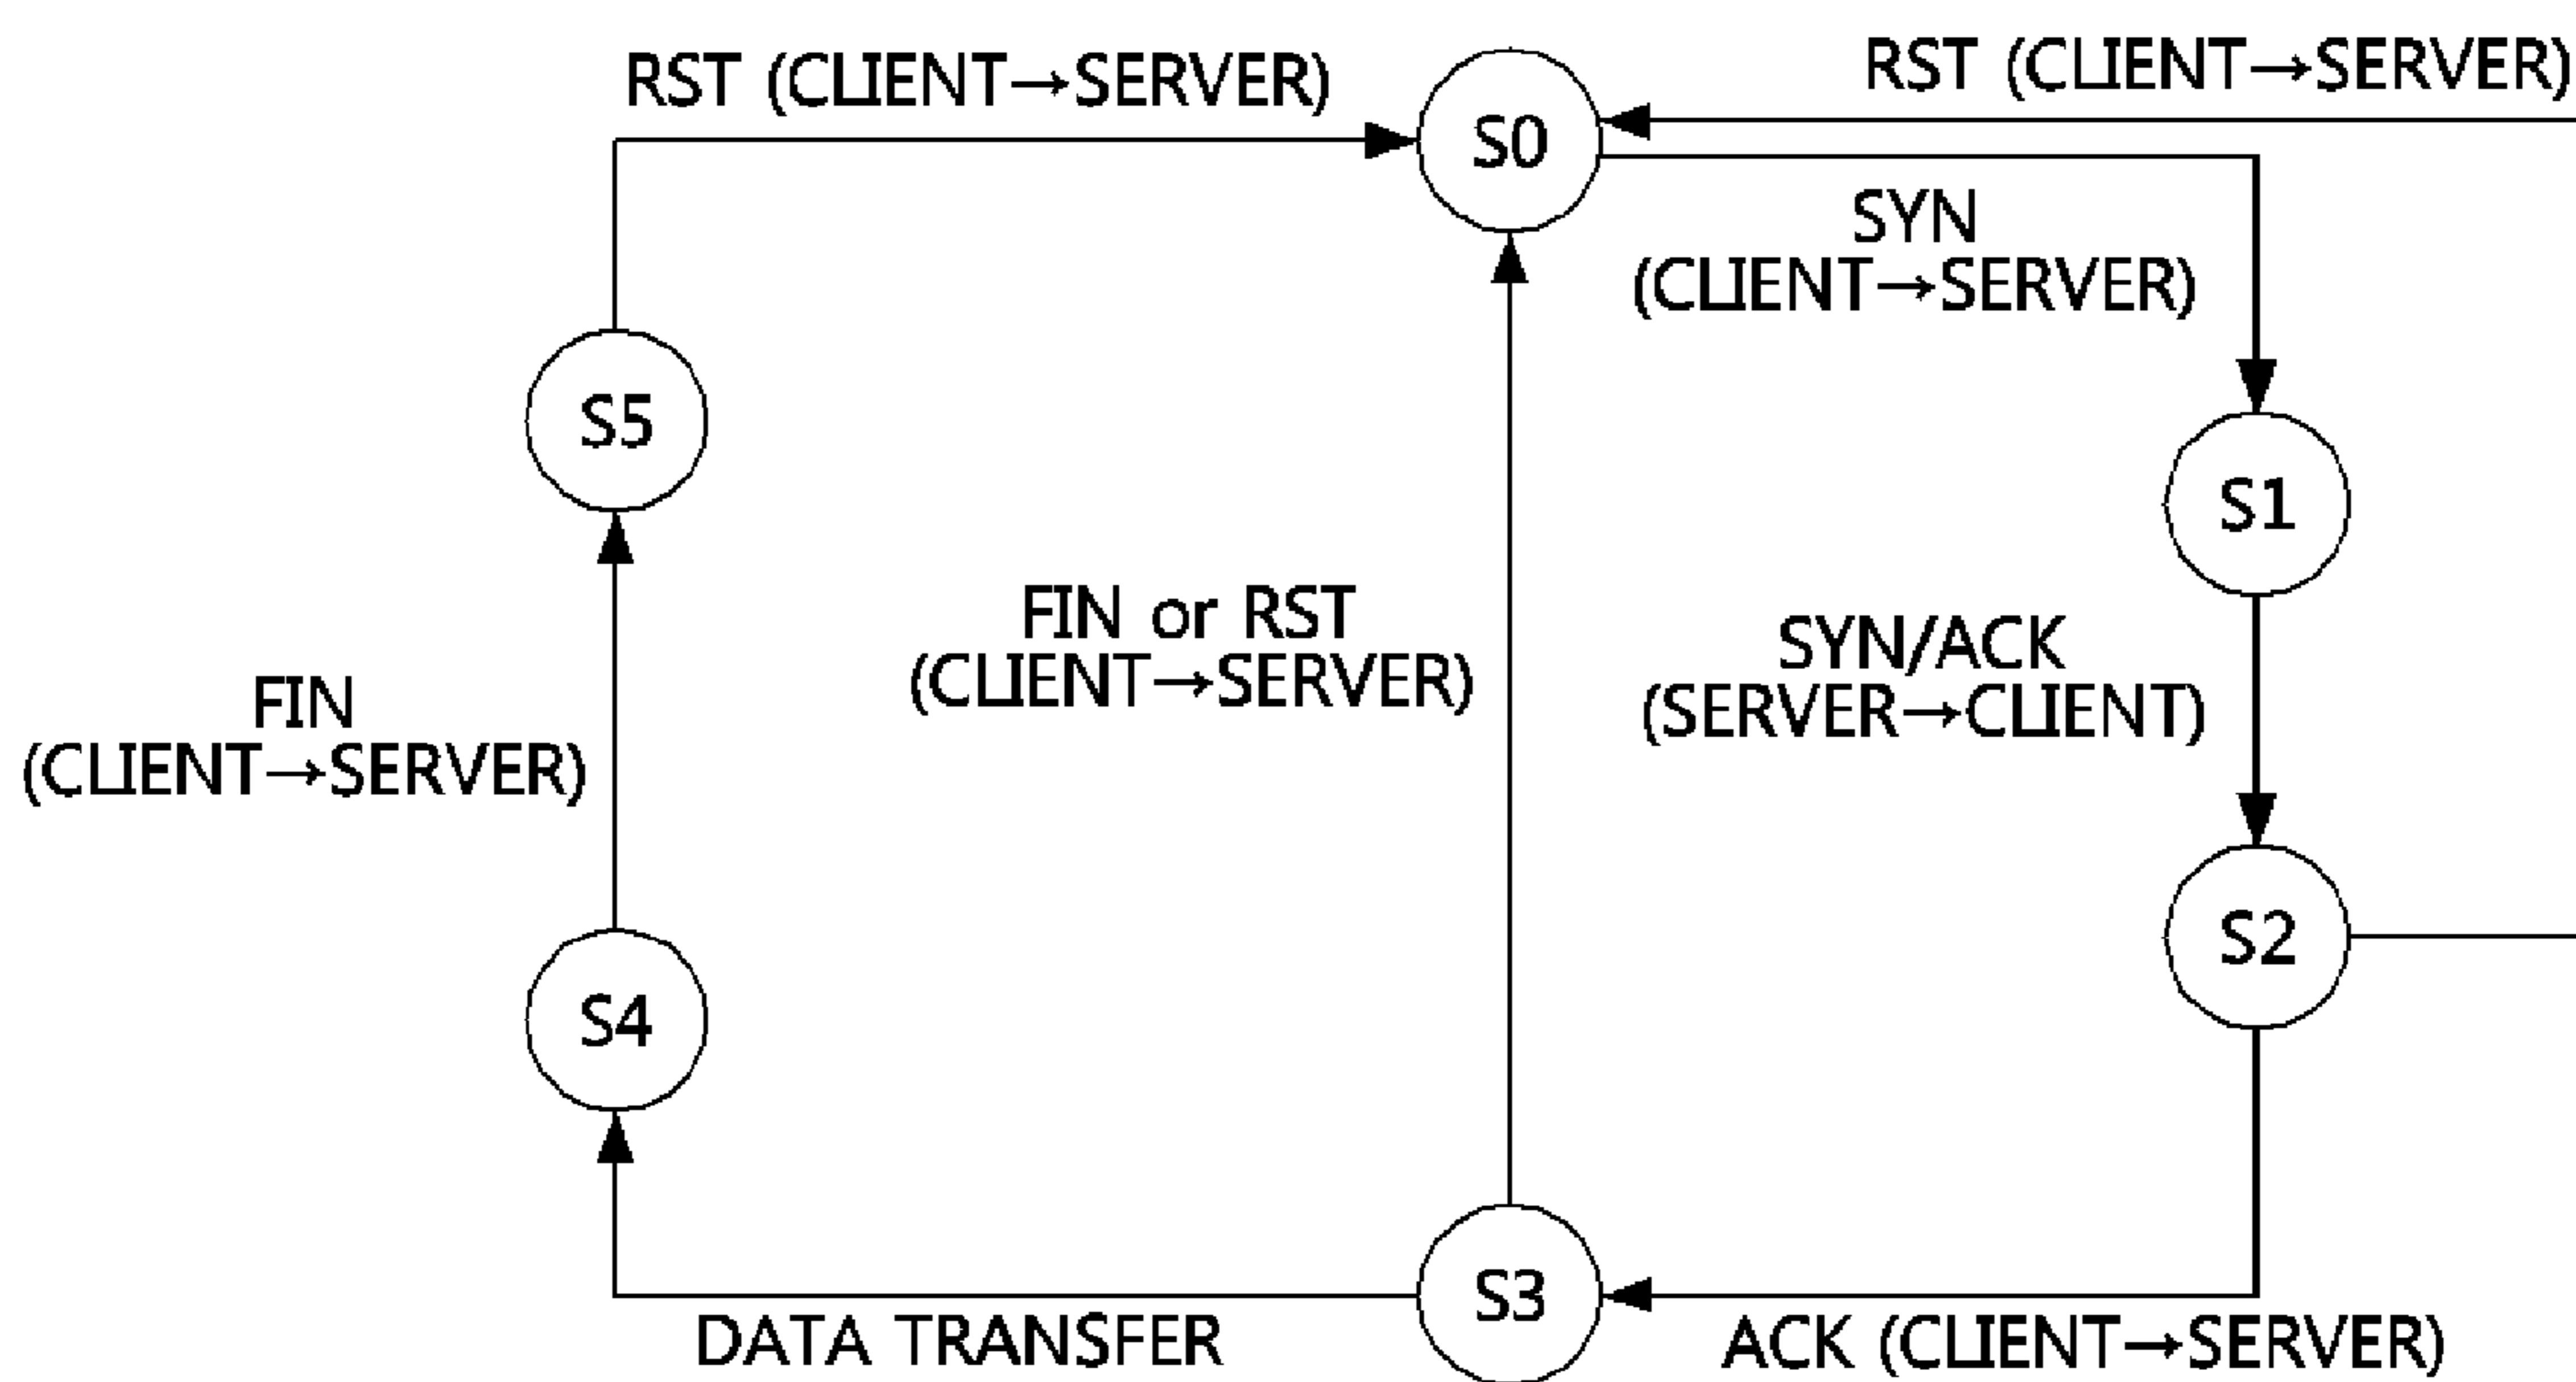 RST (CLIENT→SERVER)
S0
RST (CLIENT→SERVER)
SYN
(CLIENT→SERVER)
S5
S1
FIN or RST
(CLIENT→SERVER)
SYN/ACK
(SERVER→CLIENT)
FIN
(CLIENT→SERVER)
S2
S4
S3
DATA TRANSFER
ACK (CLIENT→SERVER)